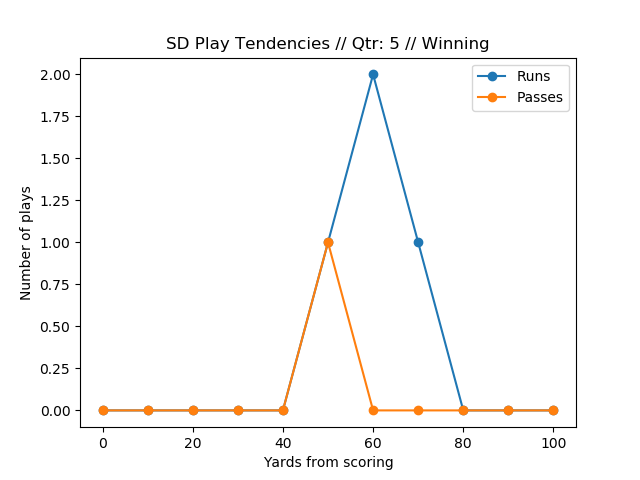 SD Play Tendencies // Qtr: 5 // Winning
Runs
Passes
Number of plays
2.00
1.75
1.50
1.25
1.00
0.75
0.50
0.25
0.00
0 20 40 60 80 100
Yards from scoring